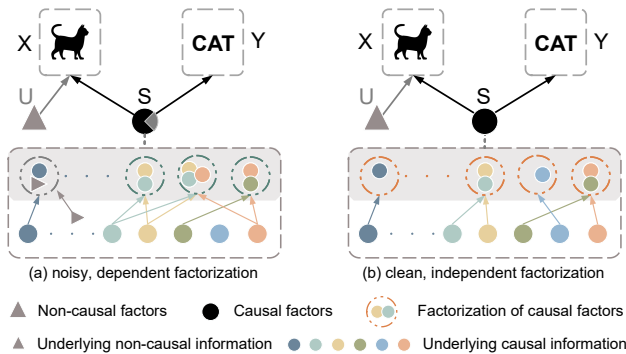 X CAT Y X CAT Y
U S U S
(a) noisy, dependent factorization (b) clean, independent factorization
Non-causal factors Causal factors Factorization of causal factors
Underlying non-causal information Underlying causal information